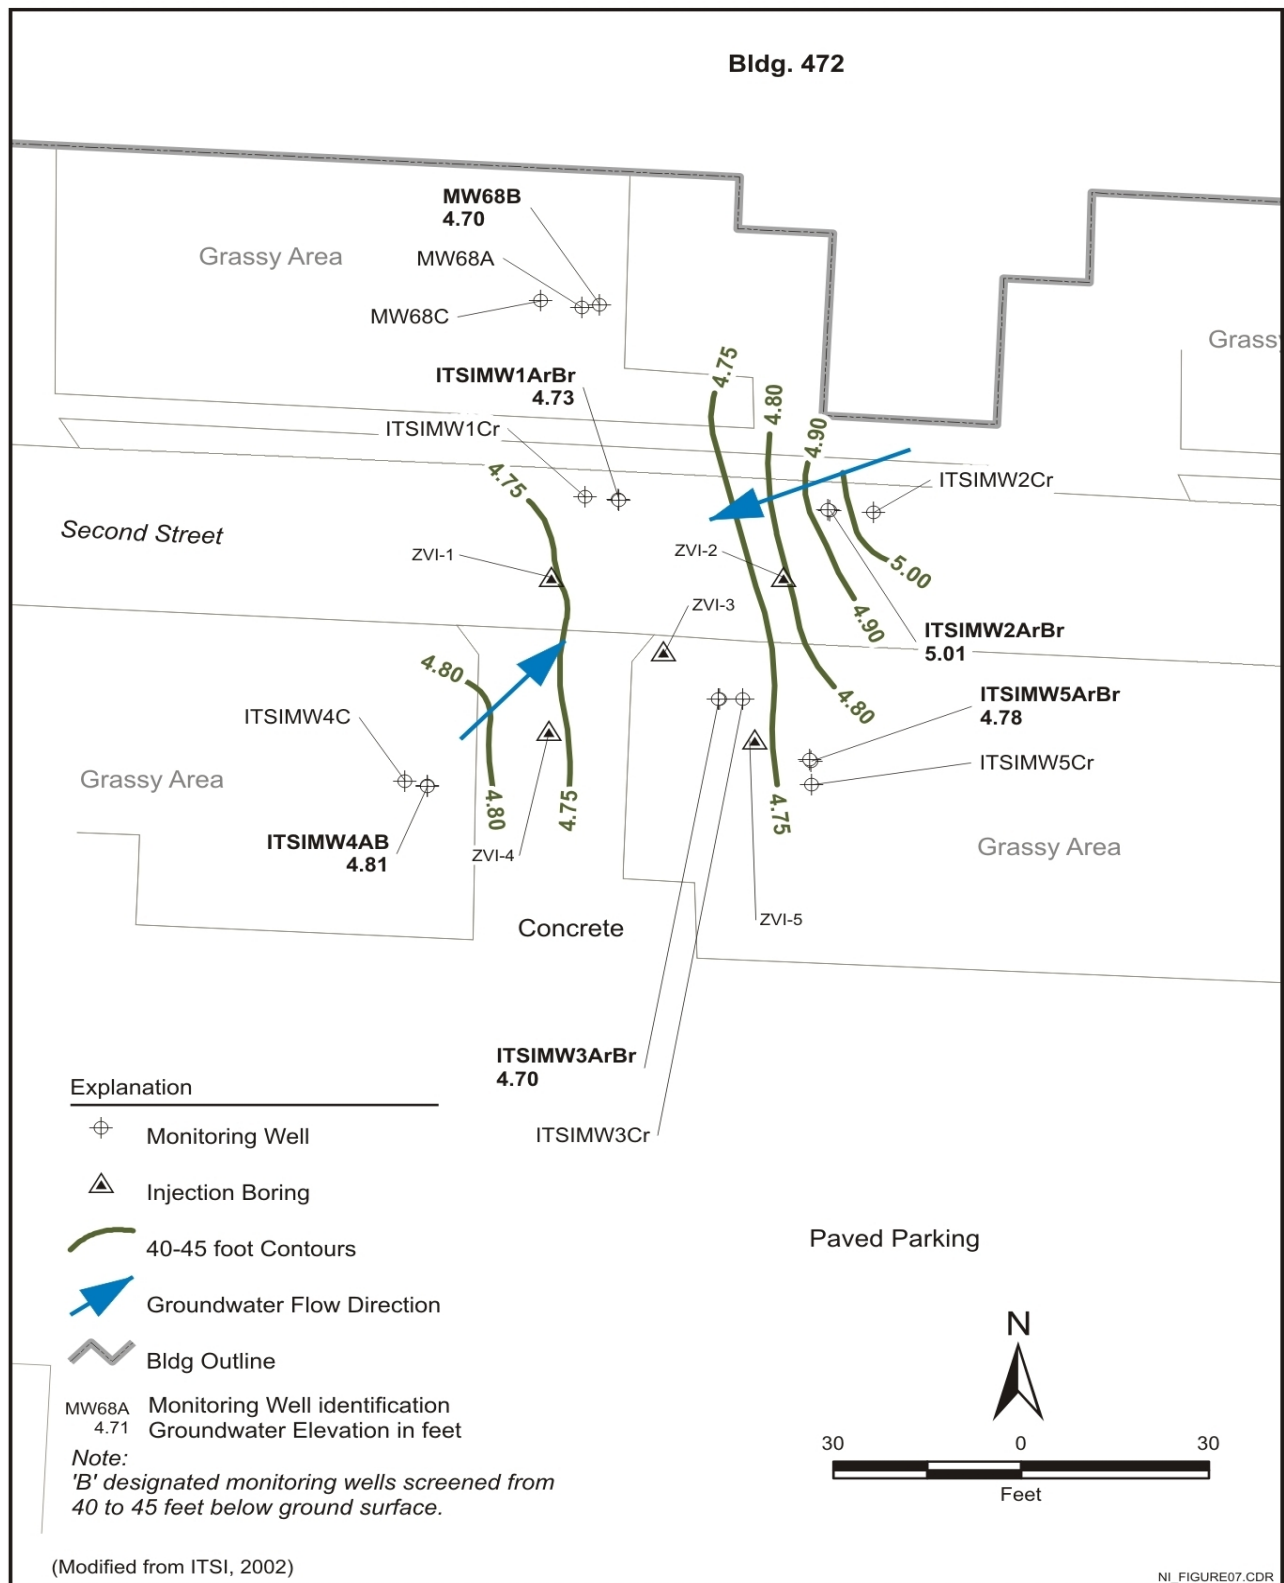 Bldg. 472
MW68B
4.70
Grassy Area
MW68A
MW68C
Grassy
4.75
ITSIMW1ArBr
4.73
4.80
4.90
ITSIMW1Cr
4.75
ITSIMW2Cr
Second Street
ZVI-1
ZVI-2
5.00
ZVI-3
4.90
ITSIMW2ArBr
5.01
4.80
4.80
ITSIMW5ArBr
4.78
ITSIMW4C
ITSIMW5Cr
Grassy Area
4.80
4.75
4.75
ITSIMW4AB
4.81
ZVI-4
Grassy Area
ZVI-5
Concrete
ITSIMW3ArBr
4.70
ITSIMW3Cr
Explanation
Monitoring Well
Injection Boring
40-45 foot Contours
Groundwater Flow Direction
Bldg Outline
MW68A Monitoring Well identification
4.71 Groundwater Elevation in feet
Note:
'B' designated monitoring wells screened from
40 to 45 feet below ground surface.
Paved Parking
N
30 0 30
Feet
(Modified from ITSI, 2002)
NI_FIGURE07.CDR